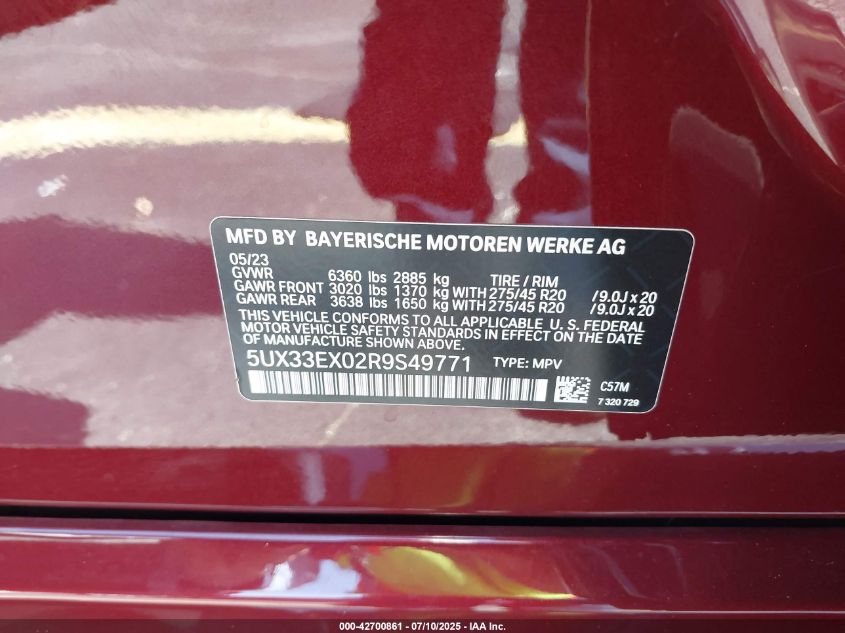 MFD BY BAYERISCHE MOTOREN WERKE AG
05/23
GVWR 6360 lbs 2885 kg TIRE / RIM
GAWR FRONT 3020 lbs 1370 kg WITH 275/45 R20 /9.0J x 20
GAWR REAR 3638 lbs 1650 kg WITH 275/45 R20 /9.0J x 20
THIS VEHICLE CONFORMS TO ALL APPLICABLE U. S. FEDERAL
MOTOR VEHICLE SAFETY STANDARDS IN EFFECT ON THE DATE
OF MANUFACTURE SHOWN ABOVE.
5UX33EX02R9S49771 TYPE: MPV
C57M
7 320 729
000-42700861 - 07/10/2025 - IAA Inc.